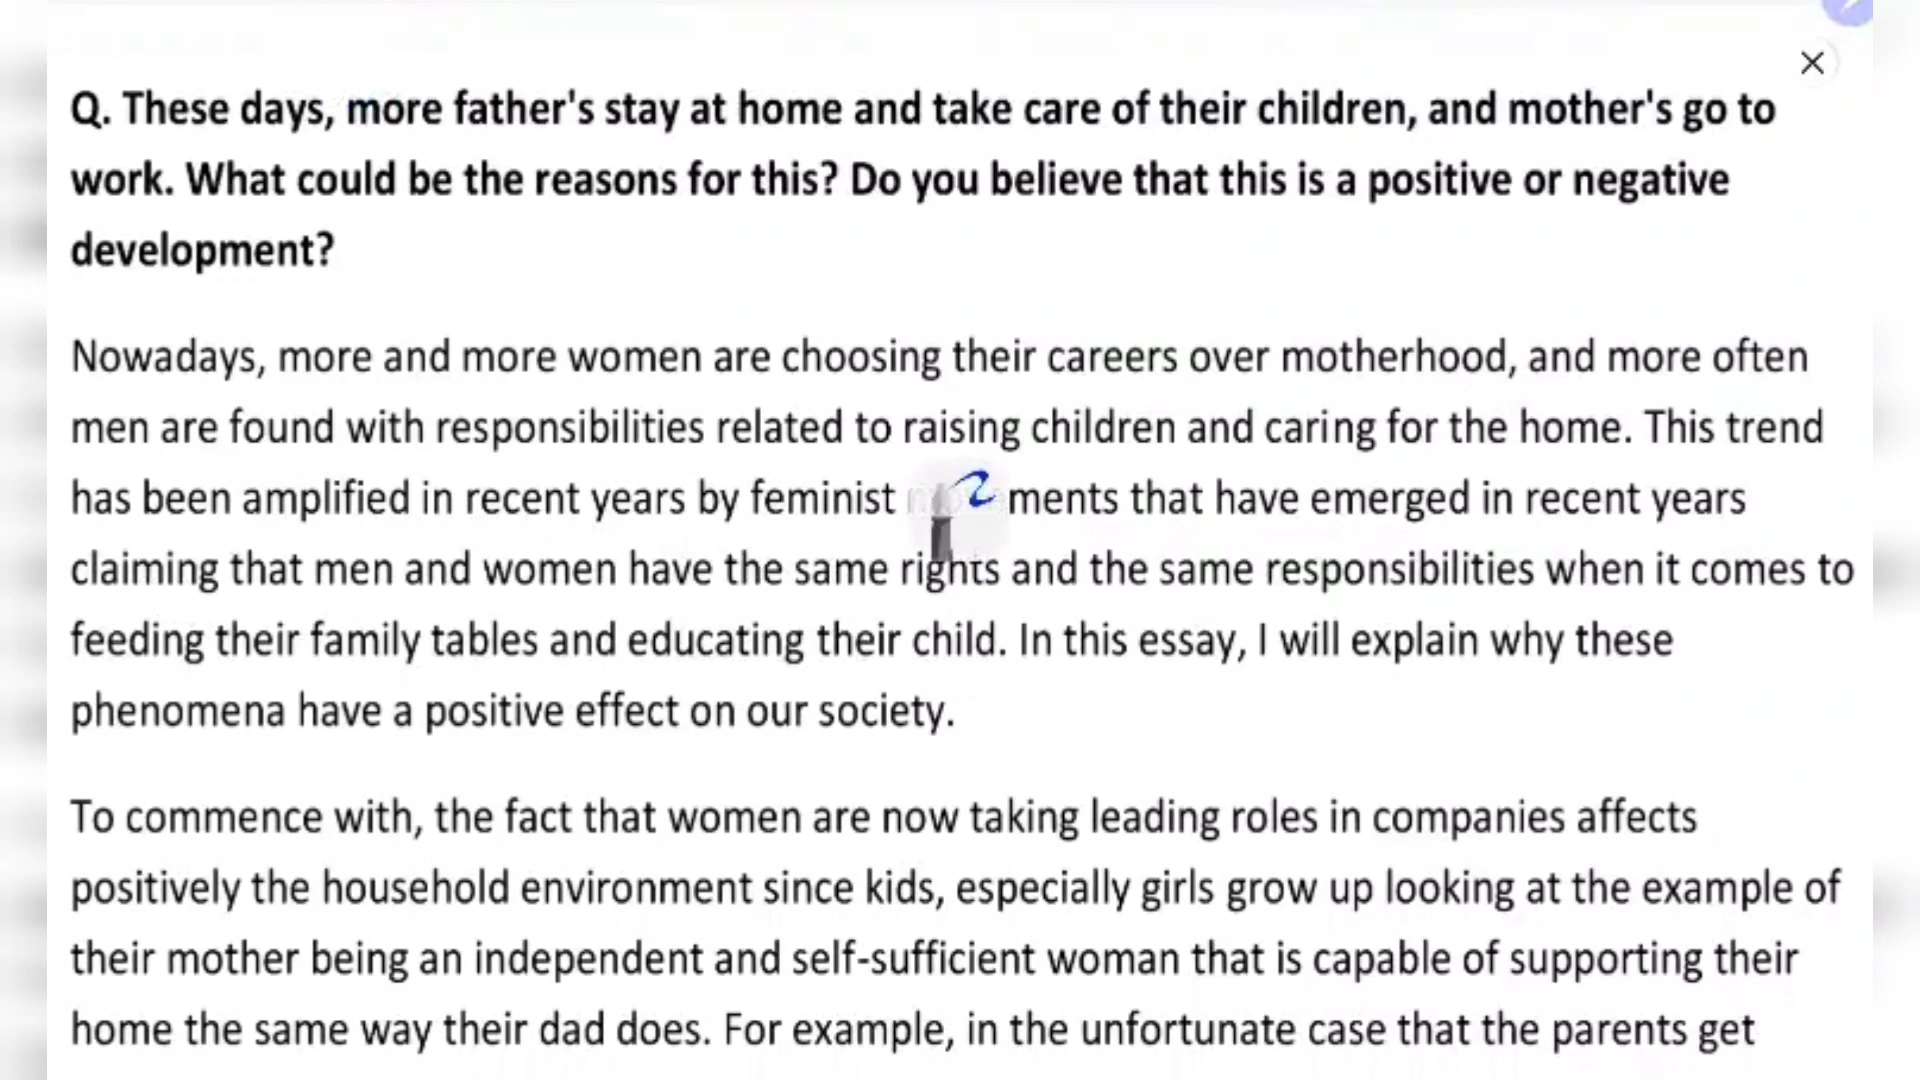 Q. These days, more father's stay at home and take care of their children, and mother's go to
work. What could be the reasons for this? Do you believe that this is a positive or negative
development?
Nowadays, more and more women are choosing their careers over motherhood, and more often
men are found with responsibilities related to raising children and caring for the home. This trend
has been amplified in recent years by feminist ments that have emerged in recent years
claiming that men and women have the same rights and the same responsibilities when it comes to
feeding their family tables and educating their child. In this essay, I will explain why these
phenomena have a positive effect on our society.
To commence with, the fact that women are now taking leading roles in companies affects
positively the household environment since kids, especially girls grow up looking at the example of
their mother being an independent and self-sufficient woman that is capable of supporting their
home the same way their dad does. For example, in the unfortunate case that the parents get